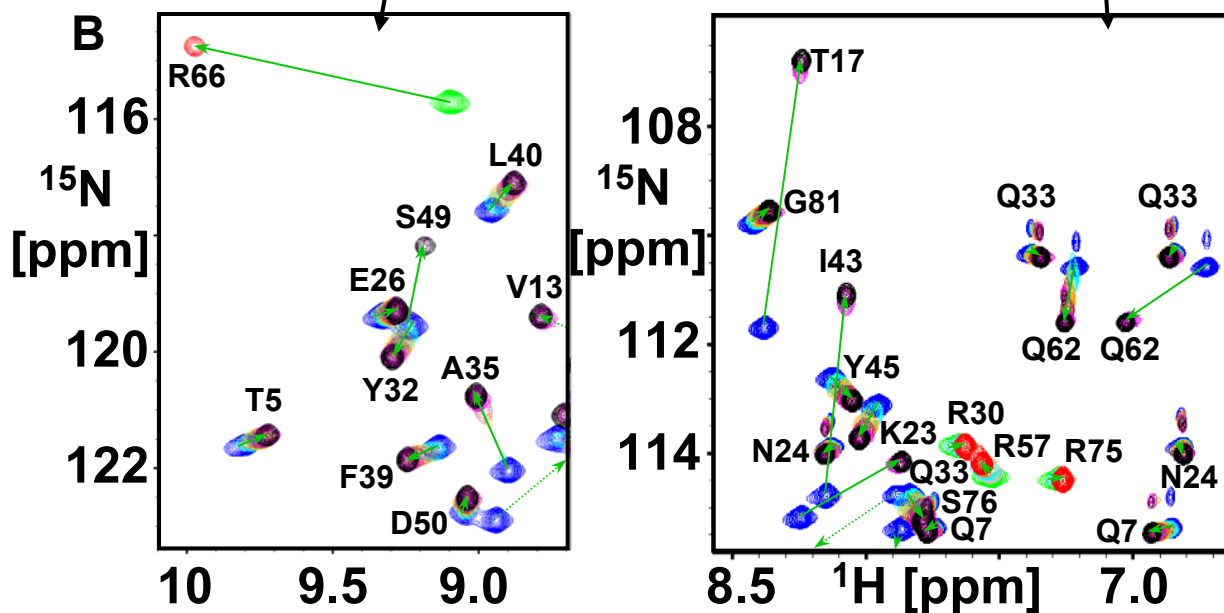 B
R66
116
15N
[ppm]
L40
S49
E26
V13
120
Y32
A35
T5
122
F39
D50
10
9.5
9.0
T17
108
15N
[ppm]
G81
Q33
Q33
I43
112
Q62
Q62
Y45
R30
K23
R57
114
N24
R75
N24
Q33
S76
Q7
Q7
8.5
1H [ppm]
7.0